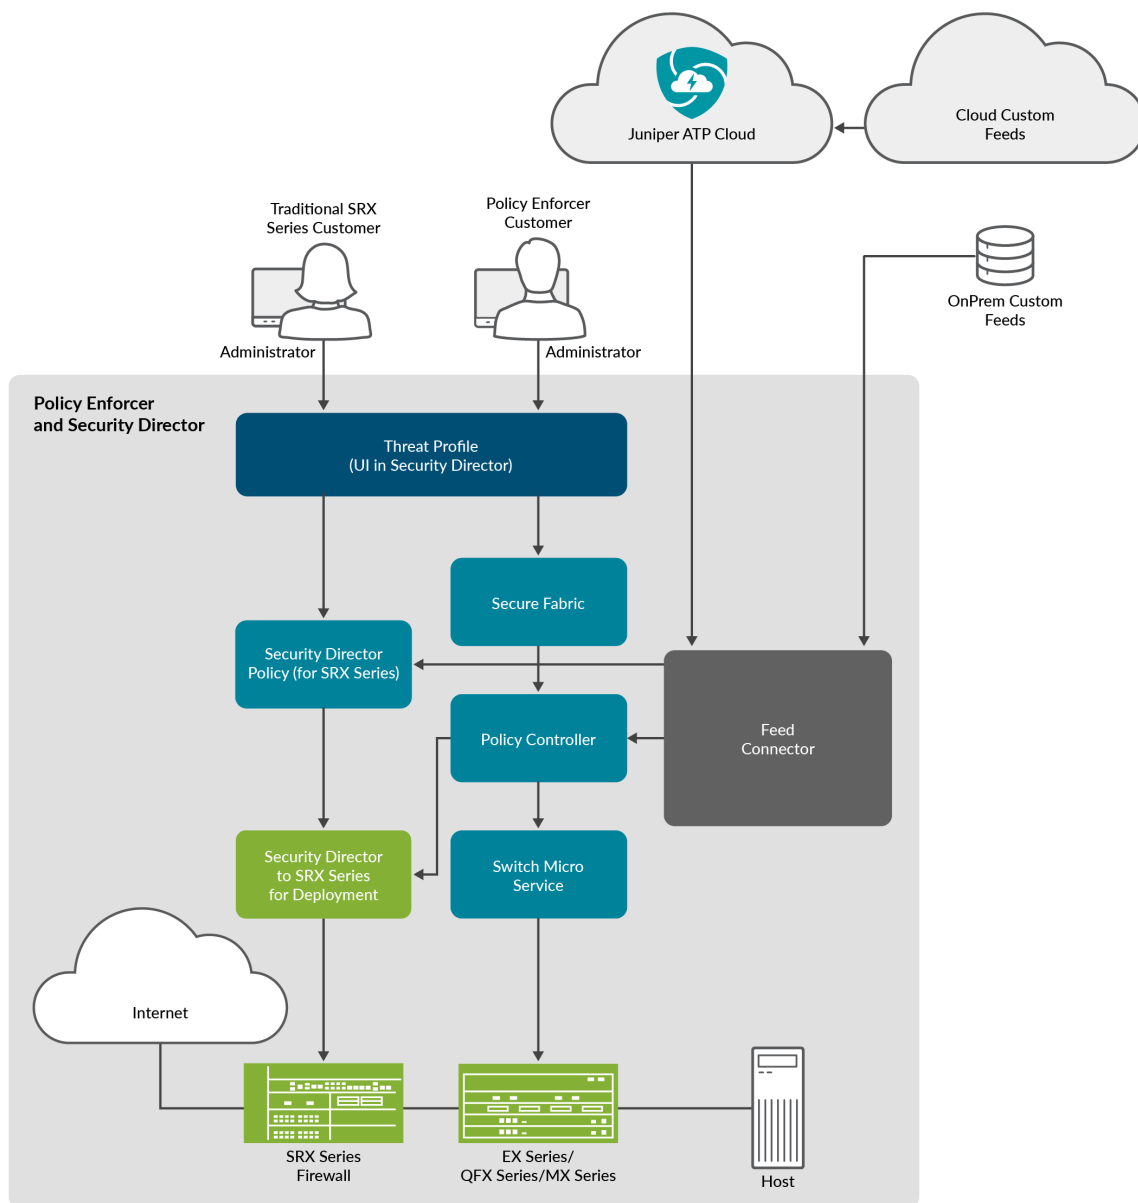 Juniper ATP Cloud
Cloud Custom
Feeds
Traditional SRX
Series Customer
Policy Enforcer
Customer
OnPrem Custom
Feeds
Administrator
Administrator
Policy Enforcer
and Security Director
Threat Profile
(UI in Security Director)
Secure Fabric
Security Director
Policy (for SRX Series)
Policy Controller
Feed
Connector
Security Director
to SRX Series
for Deployment
Switch Micro
Service
Internet
SRX Series
Firewall
EX Series/
QFX Series/MX Series
Host